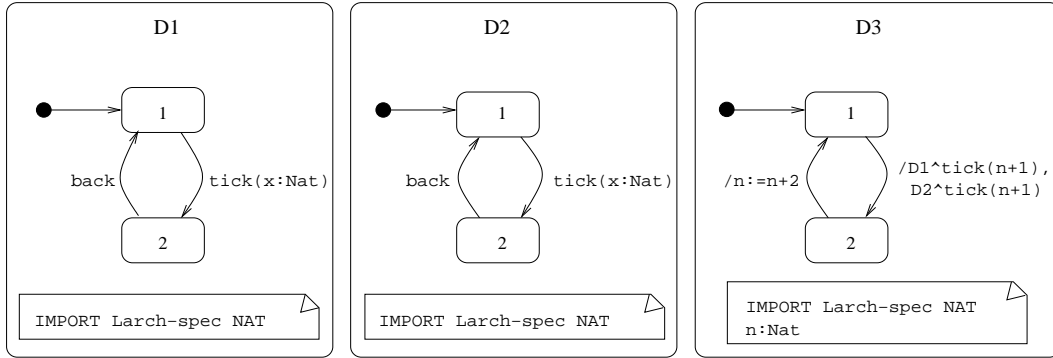 D1
1
back
tick(x:Nat)
2
IMPORT Larch-spec NAT
D2
1
back
tick(x:Nat)
2
IMPORT Larch-spec NAT
D3
1
/n:=n+2
/D1^tick(n+1),
D2^tick(n+1)
2
IMPORT Larch-spec NAT
n:Nat